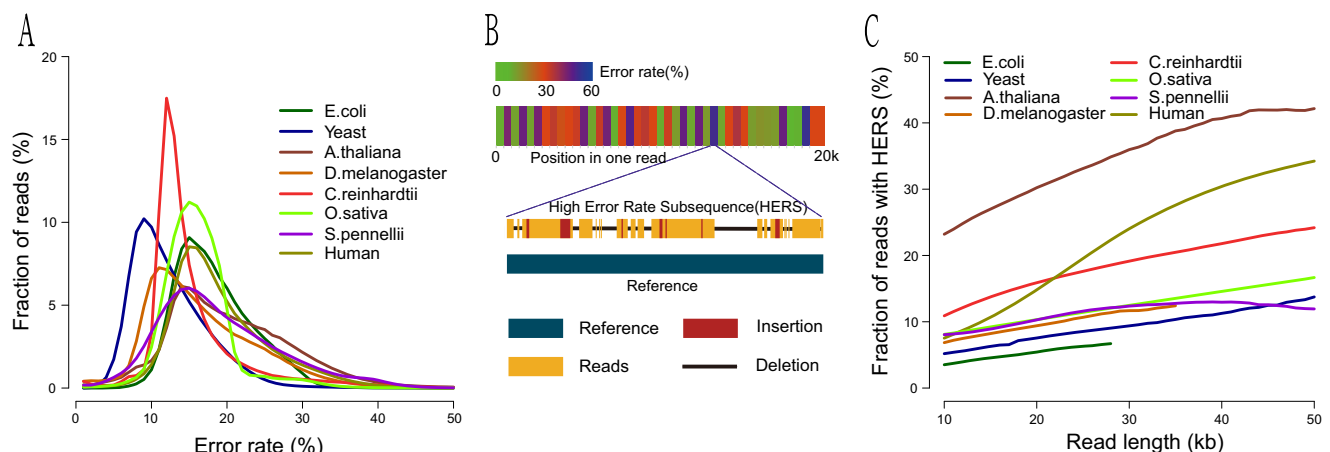 A
20
15
10
5
0
Fraction of reads (%)
E.coli
Yeast
A.thaliana
D.melanogaster
C.reinhardtii
O.sativa
S.pennellii
Human
0 10 20 30 40 50
Error rate (%)
B
Error rate(%)
0 30 60
0 Position in one read 20k
High Error Rate Subsequence(HERS)
Reference
Reference Insertion
Reads Deletion
C
50
40
30
20
10
0
Fraction of reads with HERS (%)
E.coli C.reinhardtii
Yeast O.sativa
A.thaliana S.pennellii
D.melanogaster Human
10 20 30 40 50
Read length (kb)